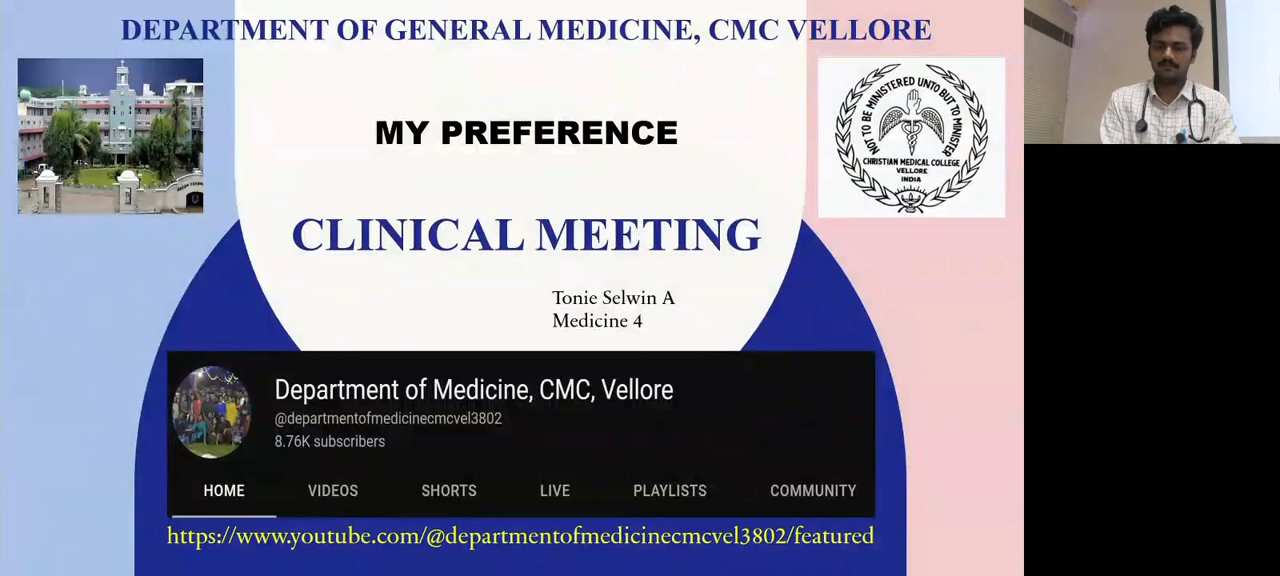 DEPARTMENT OF GENERAL MEDICINE, CMC VELLORE
NOT TO BE MINISTERED UNTO BUT TO MINISTER
CHRISTIAN MEDICAL COLLEGE
VELLORE
INDIA
MY PREFERENCE
CLINICAL MEETING
Tonie Selwin A
Medicine 4
Department of Medicine, CMC, Vellore
@departmentofmedicinecmcvel3802
8.76K subscribers
HOME VIDEOS SHORTS LIVE PLAYLISTS COMMUNITY
https://www.youtube.com/@departmentofmedicinecmcvel3802/featured